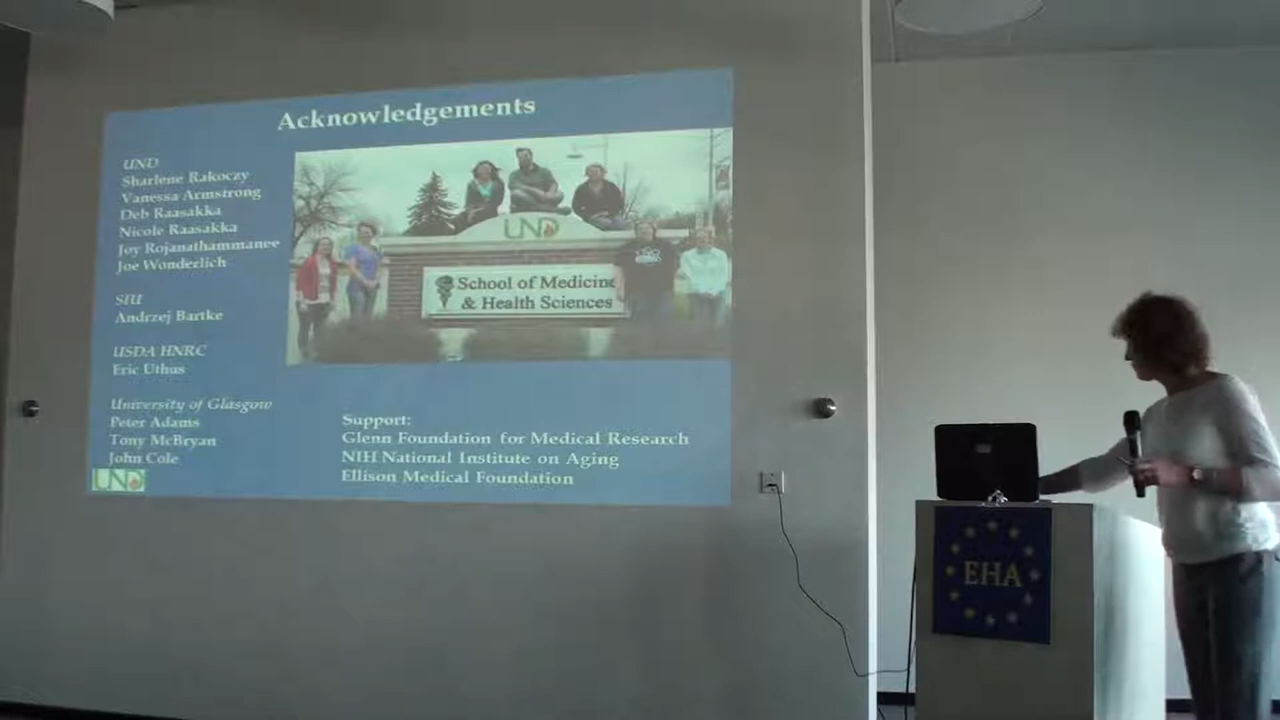 Acknowledgements
UND
Sharlene Rakoczy
Vanessa Armstrong
Deb Raasakka
Nicole Raasakka
Joy Rojanathammanee
Joe Wonderlich
SIU
Andrzej Bartke
USDA HNRC
Eric Uthus
University of Glasgow
Peter Adams
Tony McBryan
John Cole
UND
UND
School of Medicine
& Health Sciences
Support:
Glenn Foundation for Medical Research
NIH National Institute on Aging
Ellison Medical Foundation
EHA